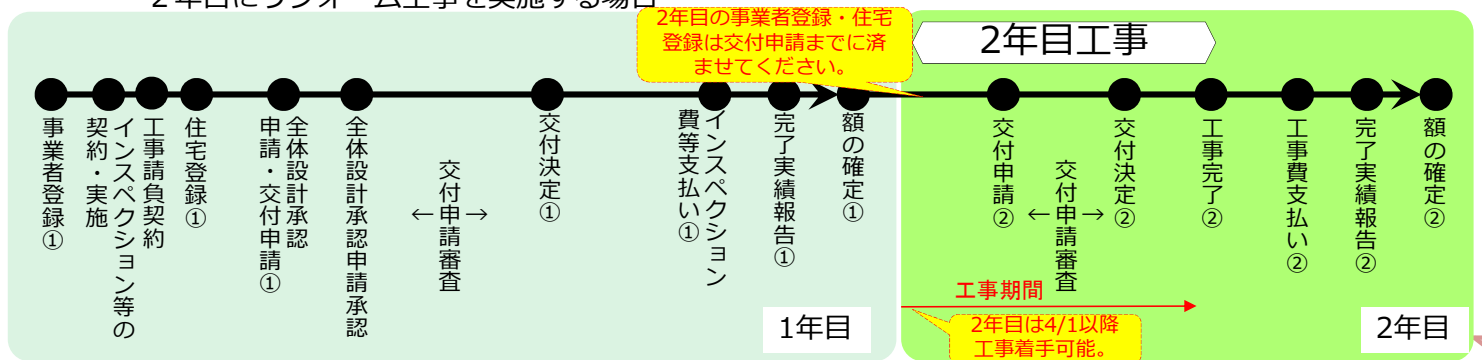 ２年目にリフォーム工事を実施する場合
2年目の事業者登録・住宅
登録は交付申請までに済
ませてください。
2年目工事
事業者登録①
インスペクション等の
契約・実施
工事請負契約
住宅登録①
全体設計承認
申請・交付申請①
全体設計承認申請承認
←交付申請審査→
交付決定①
インスペクション
費等支払い①
完了実績報告①
額の確定①
交付申請②
←交付申請審査→
交付決定②
工事完了②
工事費支払い②
完了実績報告②
額の確定②
工事期間
2年目は4/1以降
工事着手可能。
1年目
2年目